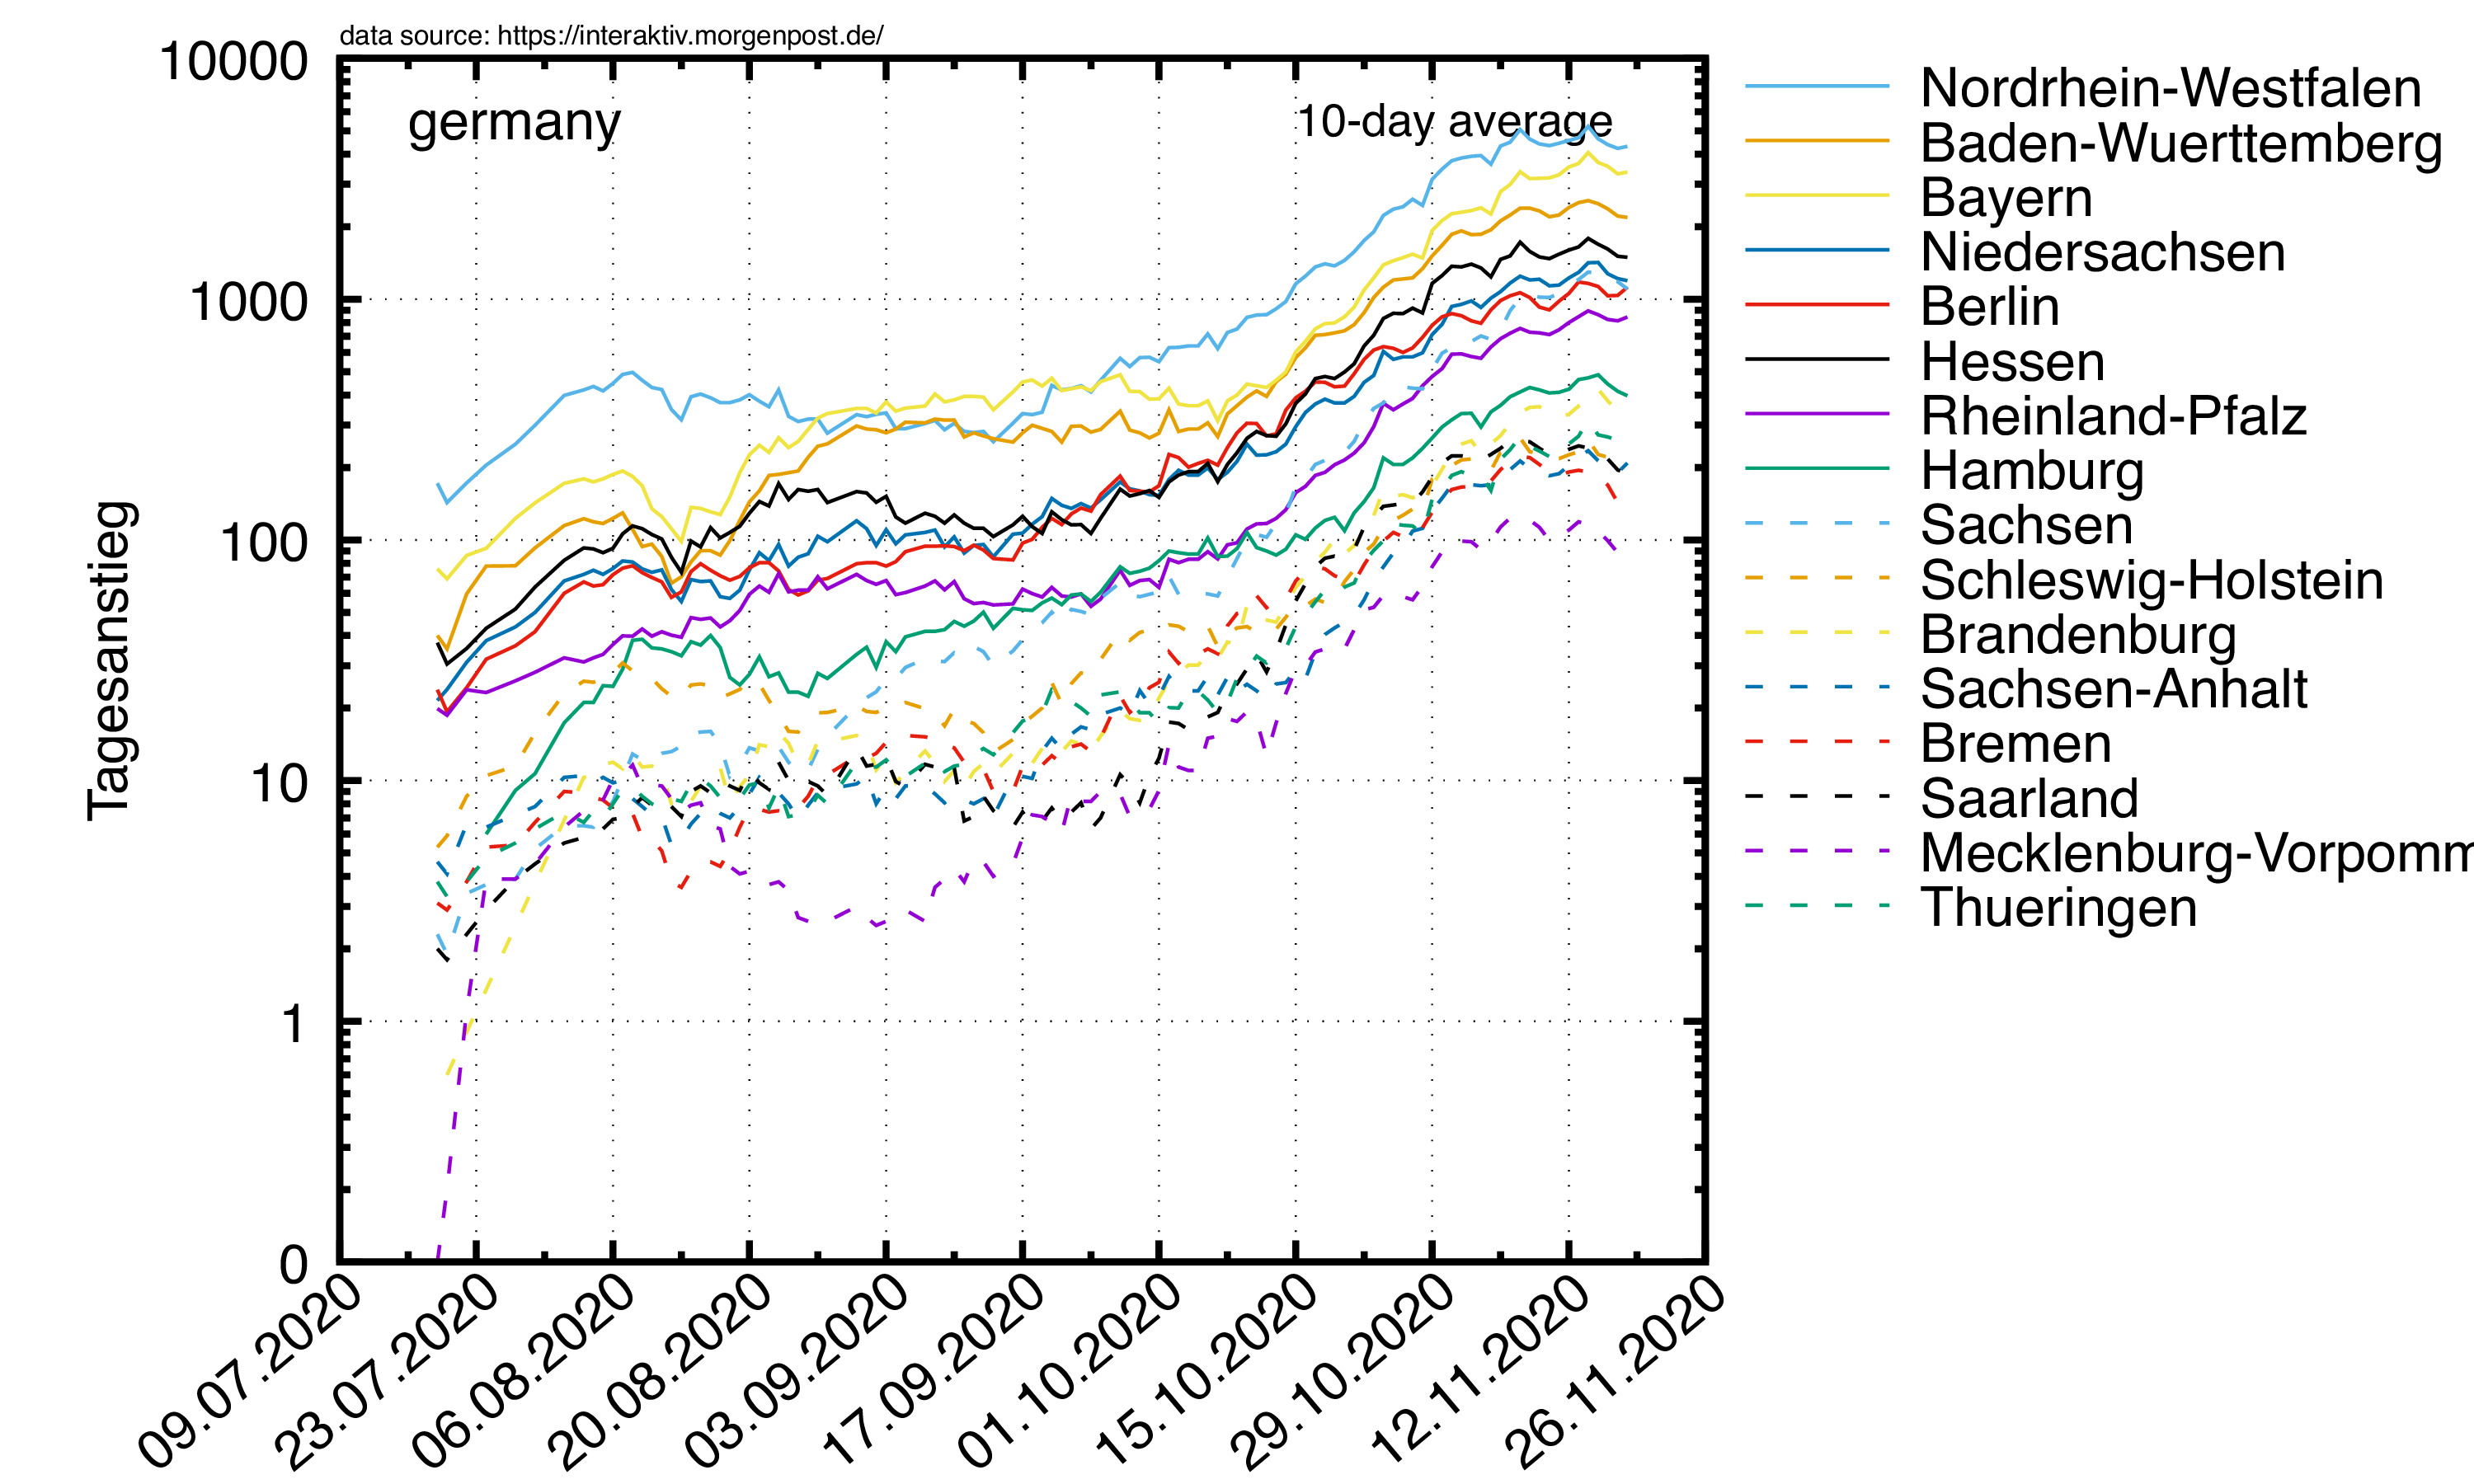 data source: https://interaktiv.morgenpost.de/
germany
10-day average
Tagesanstieg
10000
1000
100
10
1
0
09.07.2020
23.07.2020
06.08.2020
20.08.2020
03.09.2020
17.09.2020
01.10.2020
15.10.2020
29.10.2020
12.11.2020
26.11.2020
Nordrhein-Westfalen
Baden-Wuerttemberg
Bayern
Niedersachsen
Berlin
Hessen
Rheinland-Pfalz
Hamburg
Sachsen
Schleswig-Holstein
Brandenburg
Sachsen-Anhalt
Bremen
Saarland
Mecklenburg-Vorpomm
Thueringen